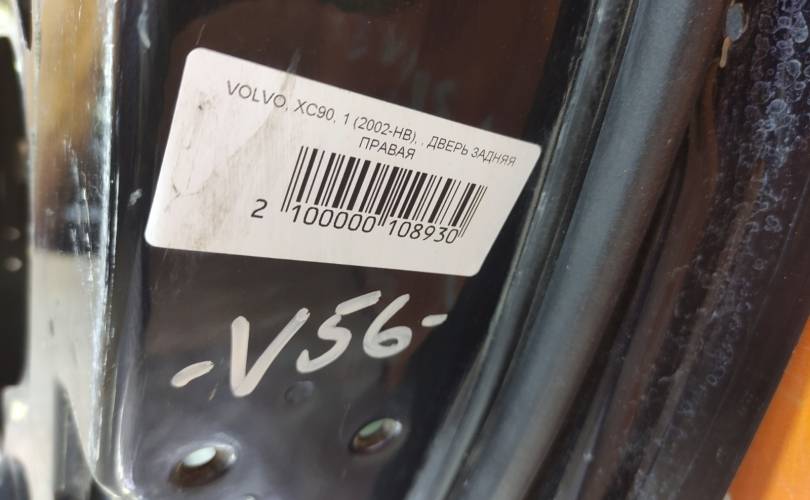 VOLVO, XC90, 1 (2002-НВ), , ДВЕРЬ ЗАДНЯЯ
ПРАВАЯ
2 100000 108930
-V56-